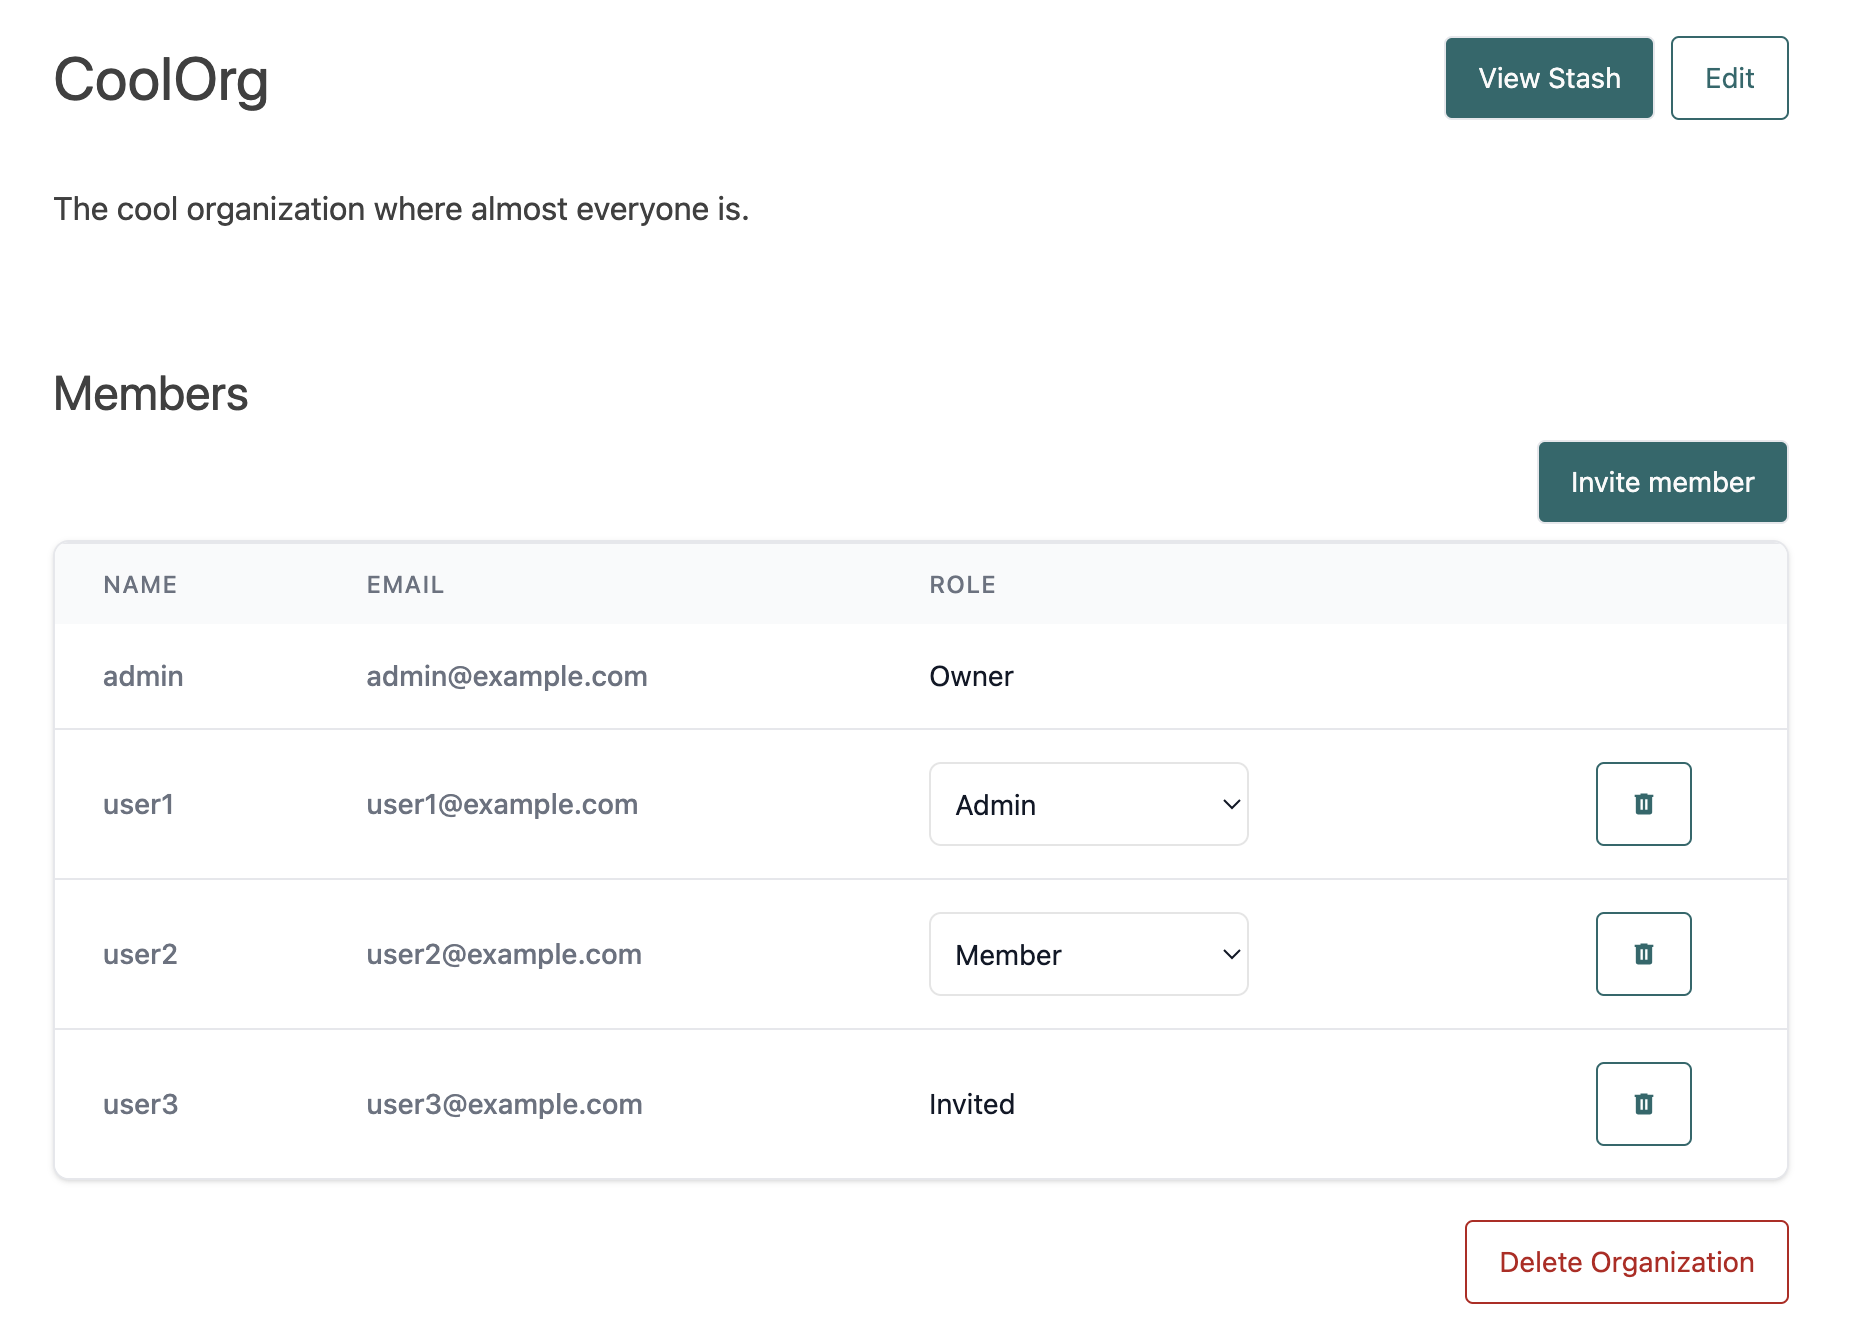 CoolOrg
View Stash
Edit
The cool organization where almost everyone is.
Members
Invite member
NAME EMAIL ROLE
admin admin@example.com Owner
user1 user1@example.com Admin
user2 user2@example.com Member
user3 user3@example.com Invited
Delete Organization